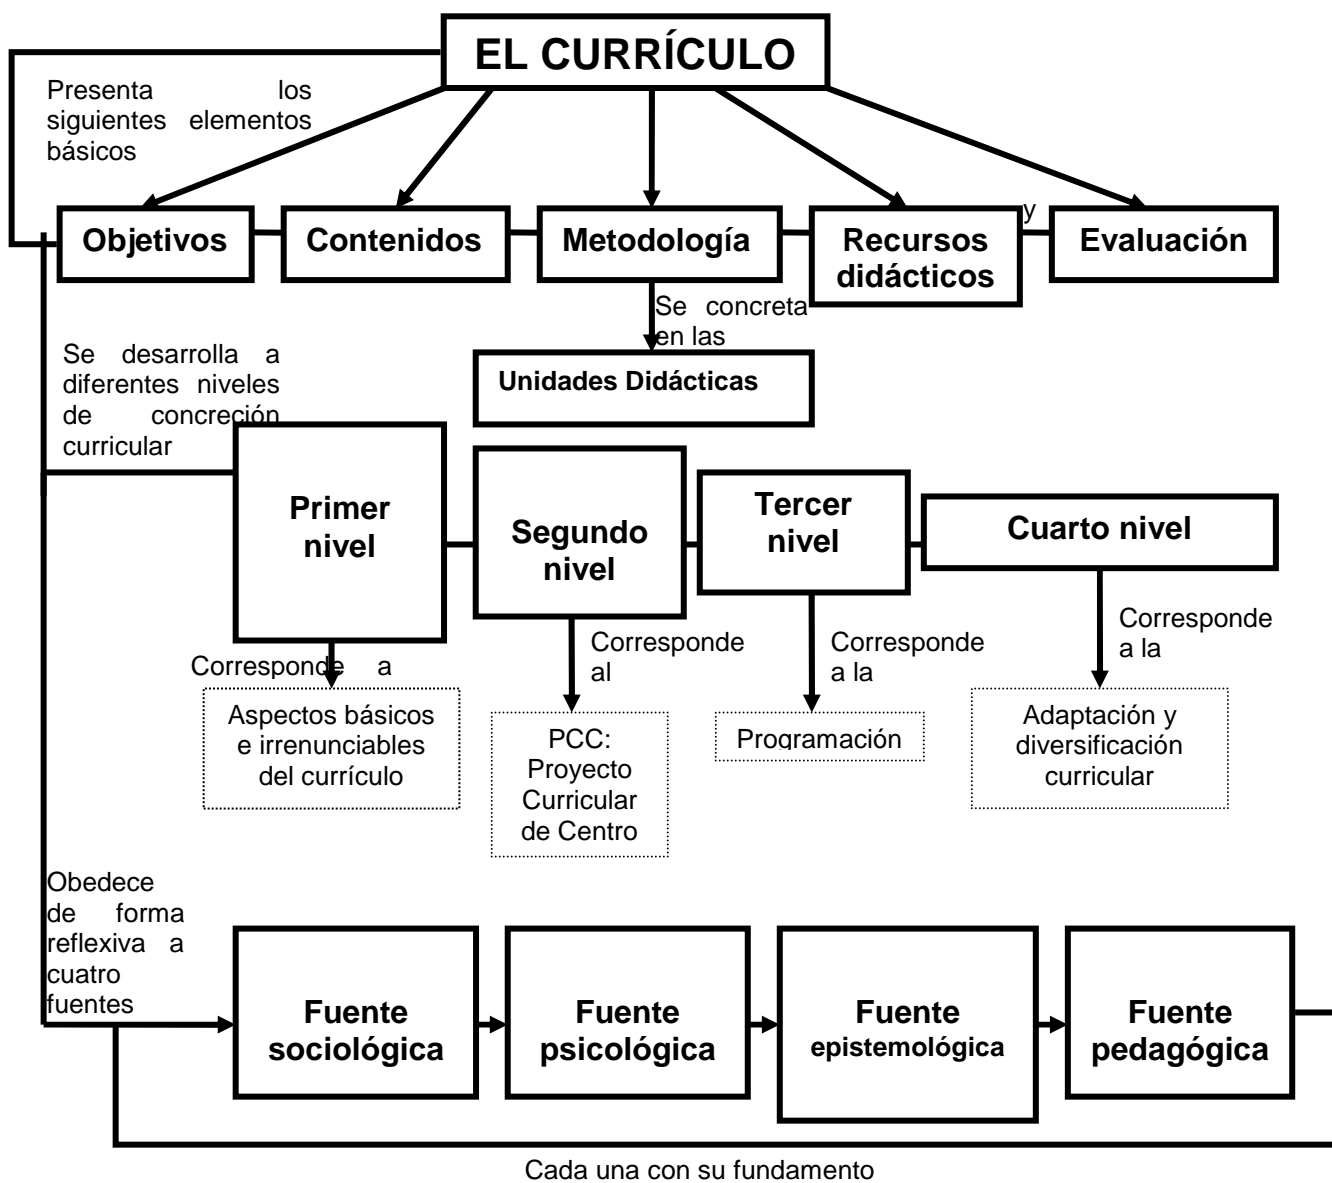 EL CURRÍCULO
Presenta los
siguientes elementos
básicos
Objetivos
Contenidos
Metodología
Recursos
didácticos
y
Evaluación
Se concreta
en las
Unidades Didácticas
Se desarrolla a
diferentes niveles
de concreción
curricular
Primer
nivel
Segundo
nivel
Tercer
nivel
Cuarto nivel
Corresponde a
Corresponde
al
Corresponde
a la
Corresponde
a la
Aspectos básicos
e irrenunciables
del currículo
PCC:
Proyecto
Curricular
de Centro
Programación
Adaptación y
diversificación
curricular
Obedece
de forma
reflexiva a
cuatro
fuentes
Fuente
sociológica
Fuente
psicológica
Fuente
epistemológica
Fuente
pedagógica
Cada una con su fundamento